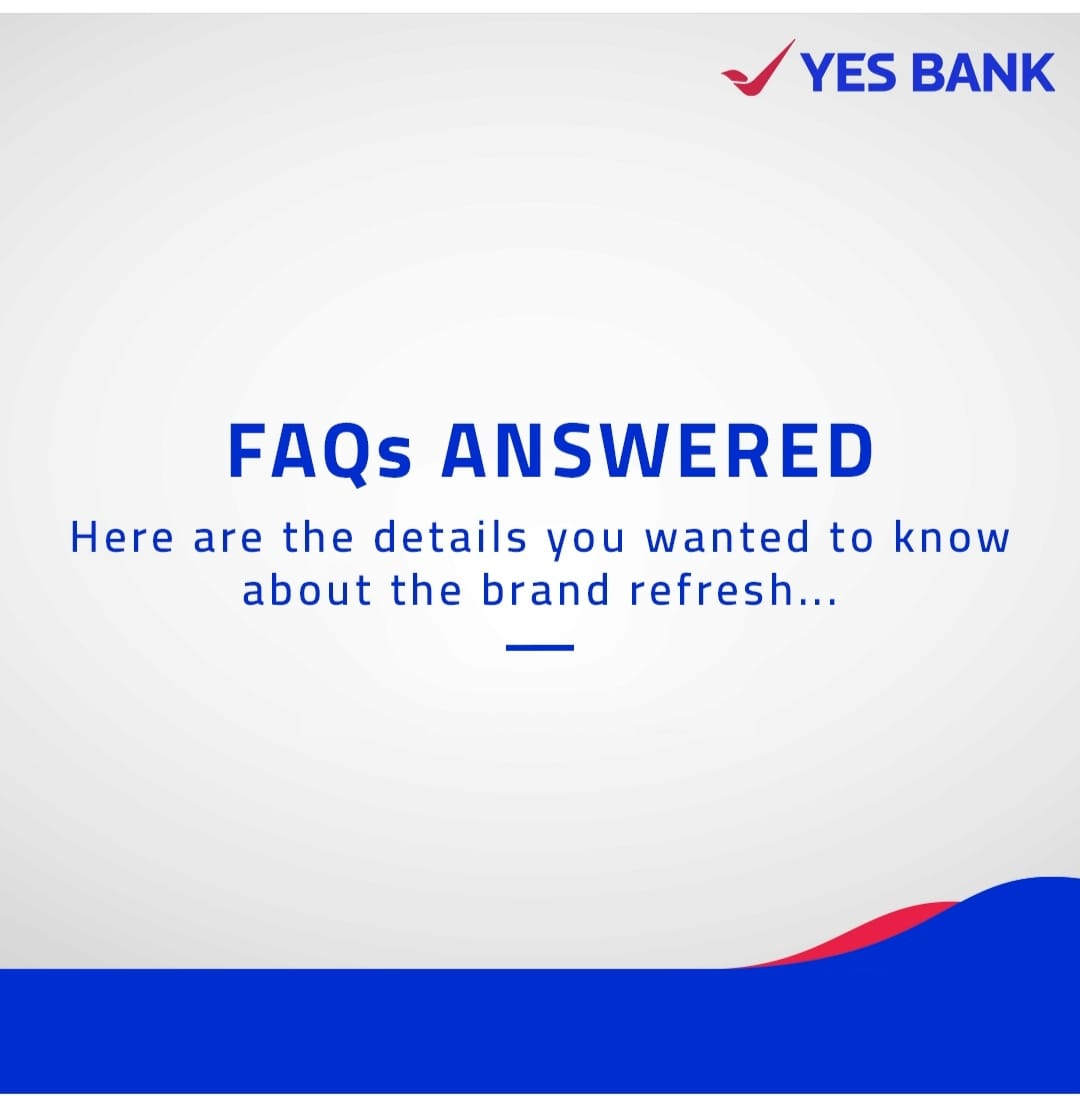 YES BANK
FAQs ANSWERED
Here are the details you wanted to know
about the brand refresh...